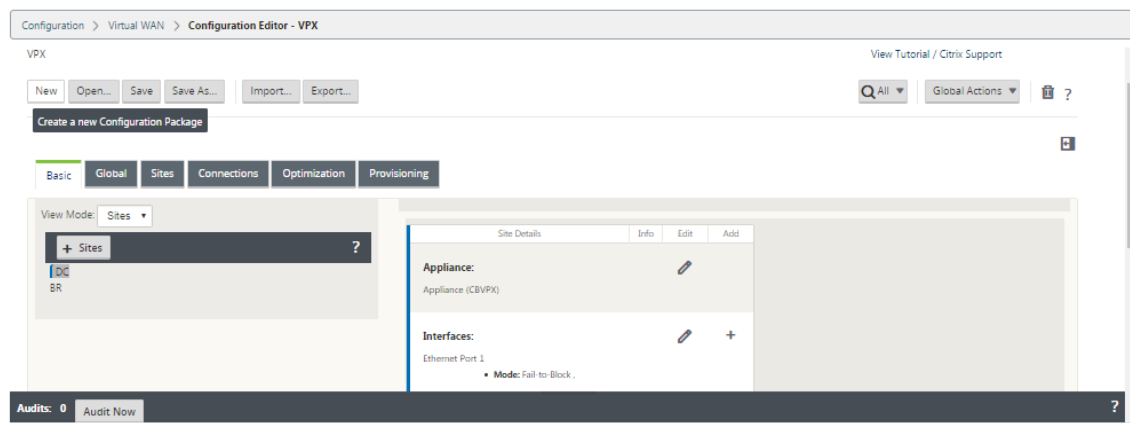 Configuration > Virtual WAN > Configuration Editor - VPX
VPX
View Tutorial / Citrix Support
New Open... Save Save As... Import... Export... All Global Actions ?
Create a new Configuration Package
Basic Global Sites Connections Optimization Provisioning
View Mode: Sites
+ Sites ?
DC
BR
Site Details Info Edit Add
Appliance:
Appliance (CBVPX)
Interfaces: +
Ethernet Port 1
• Mode: Fail-to-Block ,
Audits: 0 Audit Now ?